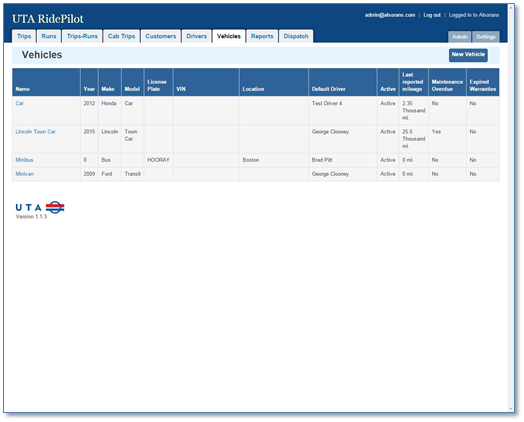 UTA RidePilot
admin@alsorans.com | Log out | Logged in to Alsorans
Trips Runs Trips-Runs Cab Trips Customers Drivers Vehicles Reports Dispatch Admin Settings
Vehicles New Vehicle
Name Year Make Model License Plate VIN Location Default Driver Active Last reported mileage Maintenance Overdue Expired Warranties
Car 2012 Honda Car Test Driver 4 Active 2.35 Thousand mi. No No
Lincoln Town Car 2015 Lincoln Town Car George Clooney Active 25.5 Thousand mi. Yes No
Minibus 0 Bus HOORAY Boston Brad Pitt Active 0 mi. No No
Minivan 2009 Ford Transit George Clooney Active 0 mi. No No
UTA
Version 1.1.3